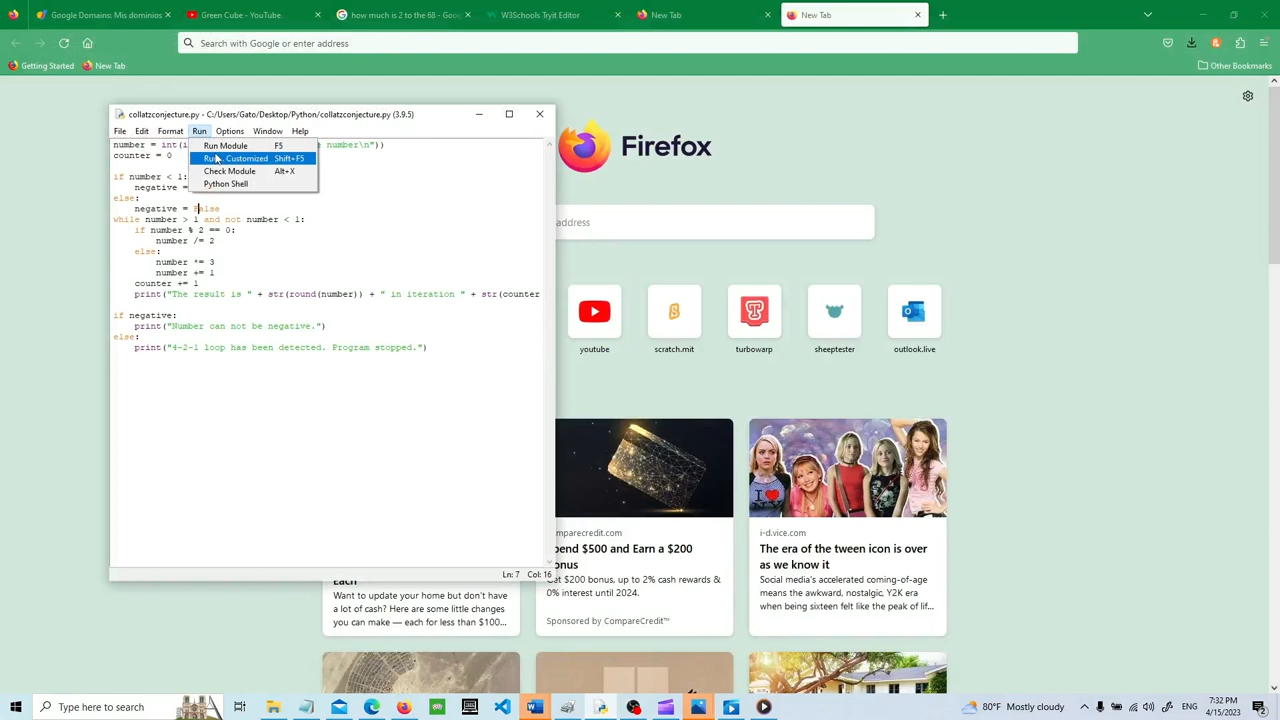 Google Domains: Mis dominios
Green Cube - YouTube
how much is 2 to the 68 - Goo
W3Schools Tryit Editor
New Tab
New Tab
Search with Google or enter address
Getting Started
New Tab
Other Bookmarks
collatzconjecture.py - C:/Users/Gato/Desktop/Python/collatzconjecture.py (3.9.5)
File Edit Format Run Options Window Help
Run Module F5
Customized Shift+F5
Check Module Alt+X
Python Shell
number = int(i number\n"))
counter = 0
if number < 1:
negative =
else:
negative = False
while number > 1 and not number < 1:
if number % 2 == 0:
number /= 2
else:
number *= 3
number += 1
counter += 1
print("The result is " + str(round(number)) + " in iteration " + str(counter
if negative:
print("Number can not be negative.")
else:
print("4-2-1 loop has been detected. Program stopped.")
Ln: 7 Col: 16
Firefox
address
youtube
scratch.mit
turbowarp
sheeptester
outlook.live
Each
Want to update your home but don't have
a lot of cash? Here are some little changes
you can make — each for less than $100...
mparecredit.com
pend $500 and Earn a $200
onus
$200 bonus, up to 2% cash rewards &
0% interest until 2024.
Sponsored by CompareCredit™
I
NY
i-d.vice.com
The era of the tween icon is over
as we know it
Social media's accelerated coming-of-age
means the awkward, nostalgic, Y2K era
when being sixteen felt like the peak of lif...
Type here to search
80°F Mostly cloudy
7:32 PM
4/15/2023